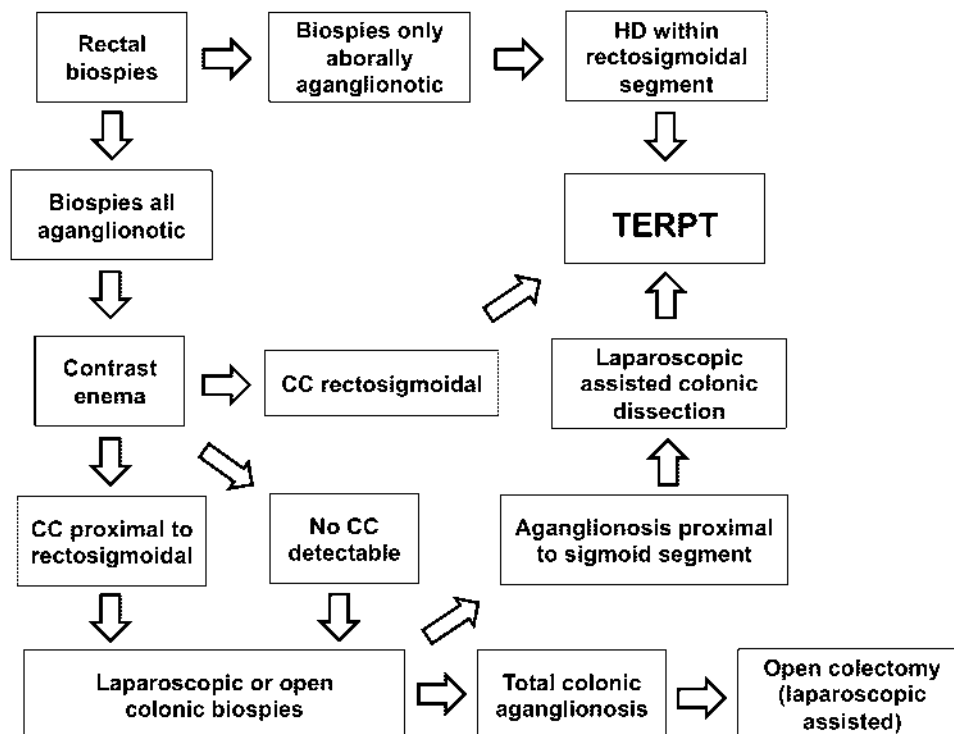 Rectal
biospies
Biospies only
aborally
aganglionotic
HD within
rectosigmoidal
segment
Biospies all
aganglionotic
TERPT
Contrast
enema
CC rectosigmoidal
Laparoscopic
assisted colonic
dissection
CC proximal to
rectosigmoidal
No CC
detectable
Aganglionosis proximal
to sigmoid segment
Laparoscopic or open
colonic biospies
Total colonic
aganglionosis
Open colectomy
(laparoscopic
assisted)